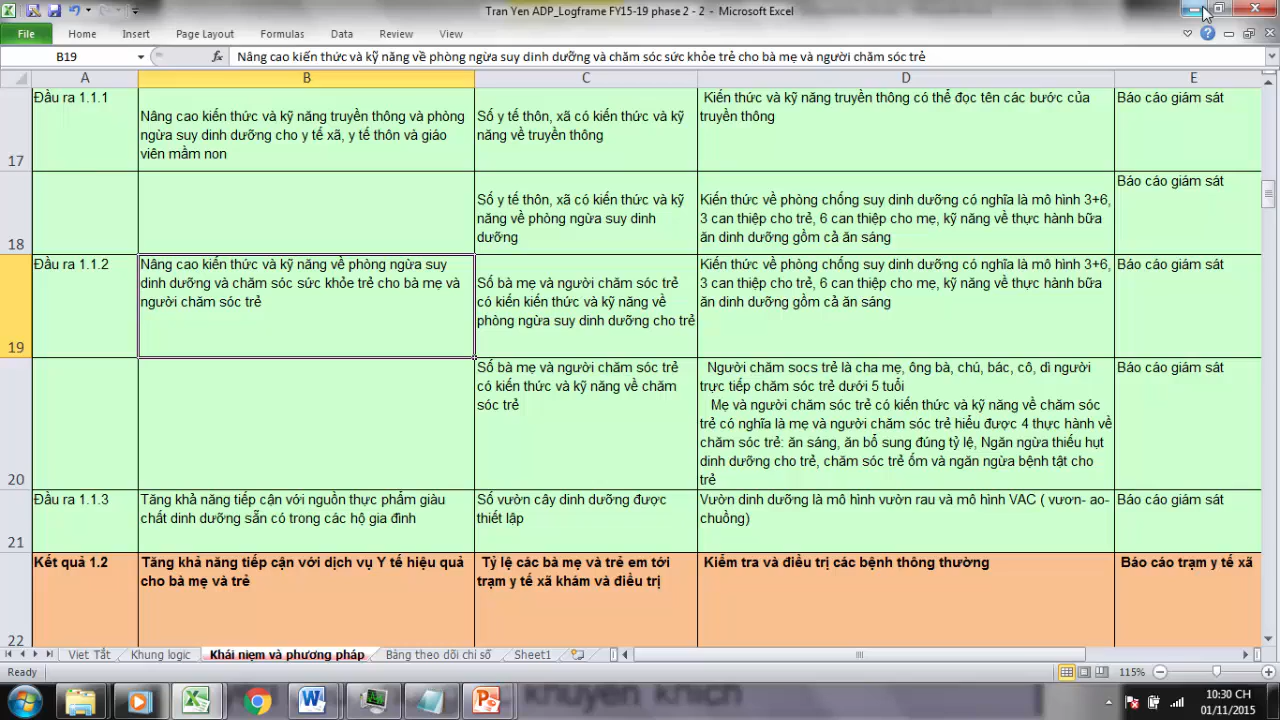 Tran Yen ADP_Logframe FY15-19 phase 2 - 2 - Microsoft Excel
File Home Insert Page Layout Formulas Data Review View
B19 fx Nâng cao kiến thức và kỹ năng về phòng ngừa suy dinh dưỡng và chăm sóc sức khỏe trẻ cho bà mẹ và người chăm sóc trẻ
A B C D E
17
Đầu ra 1.1.1
Nâng cao kiến thức và kỹ năng truyền thông và phòng
ngừa suy dinh dưỡng cho y tế xã, y tế thôn và giáo
viên mầm non
Số y tế thôn, xã có kiến thức và kỹ
năng về truyền thông
Kiến thức và kỹ năng truyền thông có thể đọc tên các bước của
truyền thông
Báo cáo giám sát
18
Số y tế thôn, xã có kiến thức và kỹ
năng về phòng ngừa suy dinh
dưỡng
Kiến thức về phòng chống suy dinh dưỡng có nghĩa là mô hình 3+6,
3 can thiệp cho trẻ, 6 can thiệp cho mẹ, kỹ năng về thực hành bữa
ăn dinh dưỡng gồm cả ăn sáng
Báo cáo giám sát
19
Đầu ra 1.1.2
Nâng cao kiến thức và kỹ năng về phòng ngừa suy
dinh dưỡng và chăm sóc sức khỏe trẻ cho bà mẹ và
người chăm sóc trẻ
Số bà mẹ và người chăm sóc trẻ
có kiến kiến thức và kỹ năng về
phòng ngừa suy dinh dưỡng cho trẻ
Kiến thức về phòng chống suy dinh dưỡng có nghĩa là mô hình 3+6,
3 can thiệp cho trẻ, 6 can thiệp cho mẹ, kỹ năng về thực hành bữa
ăn dinh dưỡng gồm cả ăn sáng
Báo cáo giám sát
20
Số bà mẹ và người chăm sóc trẻ
có kiến thức và kỹ năng về chăm
sóc trẻ
Người chăm socs trẻ là cha mẹ, ông bà, chú, bác, cô, dì người
trực tiếp chăm sóc trẻ dưới 5 tuổi
Mẹ và người chăm sóc trẻ có kiến thức và kỹ năng về chăm sóc
trẻ có nghĩa là mẹ và người chăm sóc trẻ hiểu được 4 thực hành về
chăm sóc trẻ: ăn sáng, ăn bổ sung đúng tỷ lệ, Ngăn ngừa thiếu hụt
dinh dưỡng cho trẻ, chăm sóc trẻ ốm và ngăn ngừa bệnh tật cho
trẻ
Báo cáo giám sát
21
Đầu ra 1.1.3
Tăng khả năng tiếp cận với nguồn thực phẩm giàu
chất dinh dưỡng sẵn có trong các hộ gia đình
Số vườn cây dinh dưỡng được
thiết lập
Vườn dinh dưỡng là mô hình vườn rau và mô hình VAC ( vươn- ao-
chuồng)
Báo cáo giám sát
22
Kết quả 1.2
Tăng khả năng tiếp cận với dịch vụ Y tế hiệu quả
cho bà mẹ và trẻ
Tỷ lệ các bà mẹ và trẻ em tới
trạm y tế xã khám và điều trị
Kiểm tra và điều trị các bệnh thông thường
Báo cáo trạm y tế xã
Viet Tắt Khung logic Khái niẹm và phương pháp Bảng theo dõi chỉ số Sheet1
Ready 115%
10:30 CH
01/11/2015